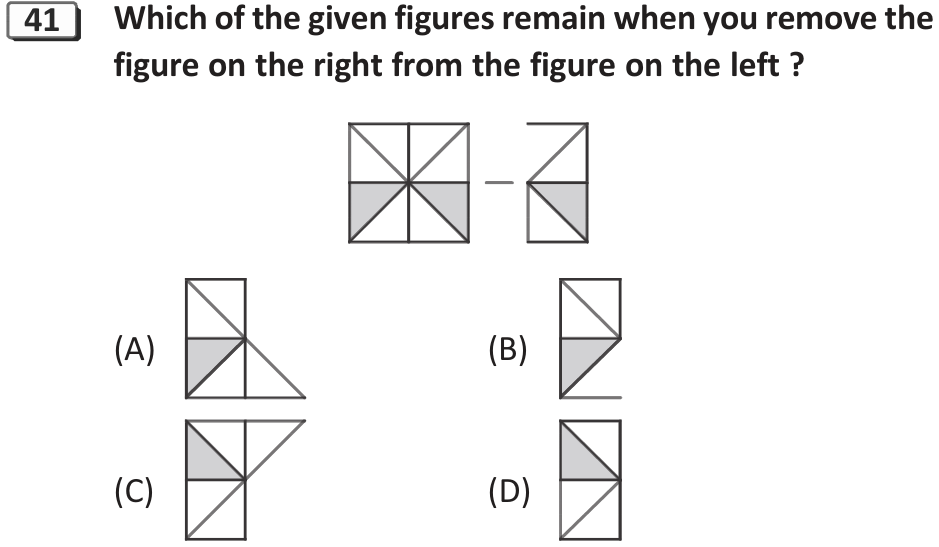 41 Which of the given figures remain when you remove the
figure on the right from the figure on the left ?
(A) (B)
(C) (D)